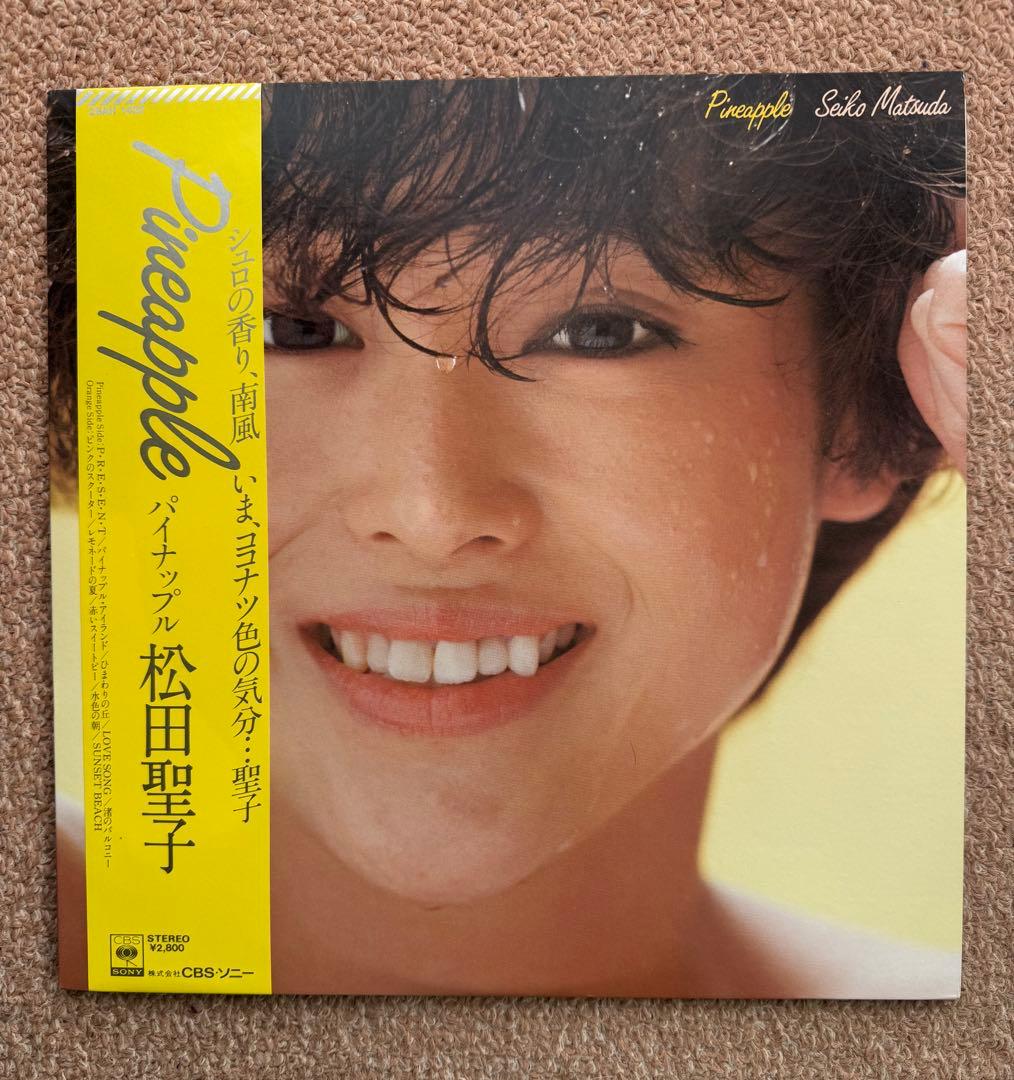 Pineapple Seiko Matsuda
Pineapple
シュロの香り、南風
いま、ココナツ色の気分…聖子
パイナップル 松田聖子
Pineapple Side: P・R・E・S・E・N・T／パイナップル・アイランド／ひまわりの丘／LOVE SONG／渚のバルコニー
Orange Side: ピンクのスクーター／レモネードの夏／赤いスイートピー／水色の朝／SUNSET BEACH
CBS
SONY
STEREO
¥2,800
株式会社CBS・ソニー